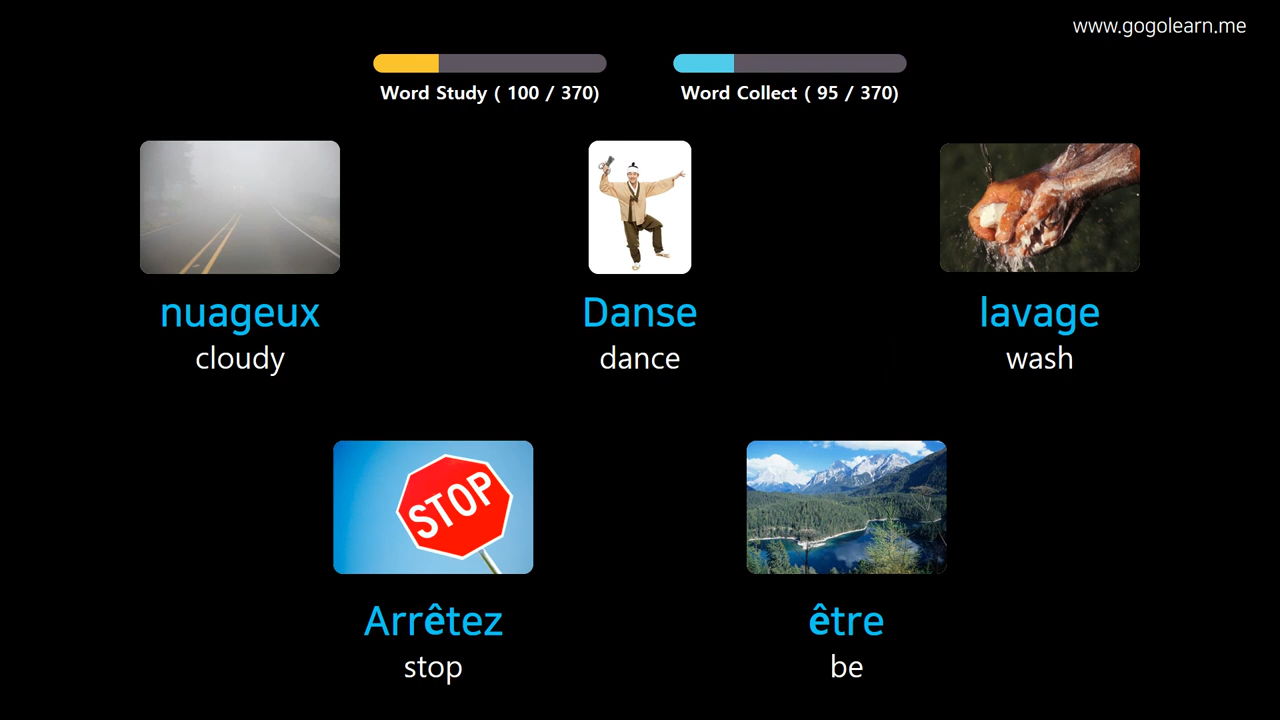 www.gogolearn.me
Word Study ( 100 / 370)
Word Collect ( 95 / 370)
nuageux
cloudy
Danse
dance
lavage
wash
STOP
Arrêtez
stop
être
be